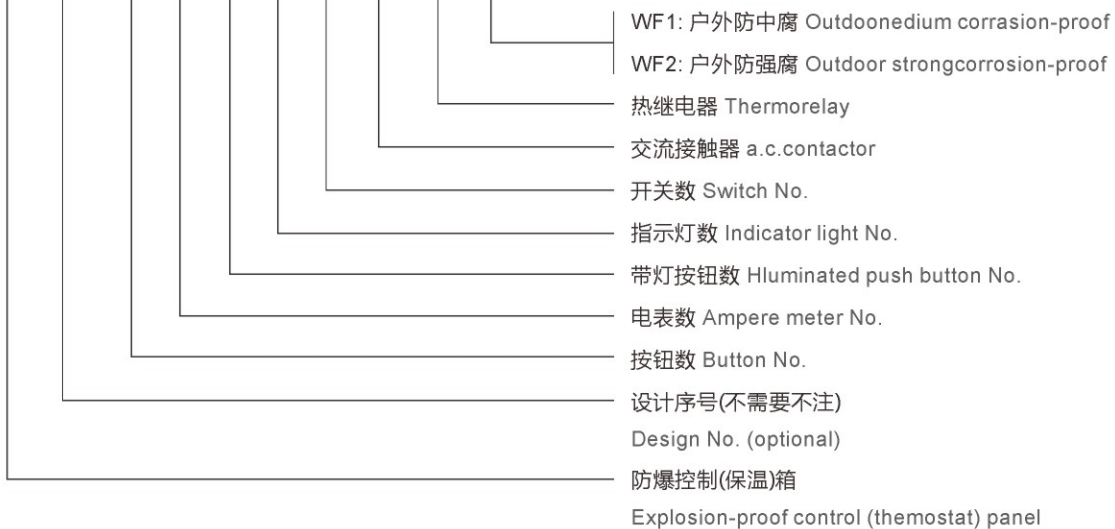 WF1: 户外防中腐 Outdoonedium corrasion-proof
WF2: 户外防强腐 Outdoor strongcorrosion-proof
热继电器 Thermorelay
交流接触器 a.c.contactor
开关数 Switch No.
指示灯数 Indicator light No.
带灯按钮数 Hluminated push button No.
电表数 Ampere meter No.
按钮数 Button No.
设计序号(不需要不注)
Design No. (optional)
防爆控制(保温)箱
Explosion-proof control (themostat) panel